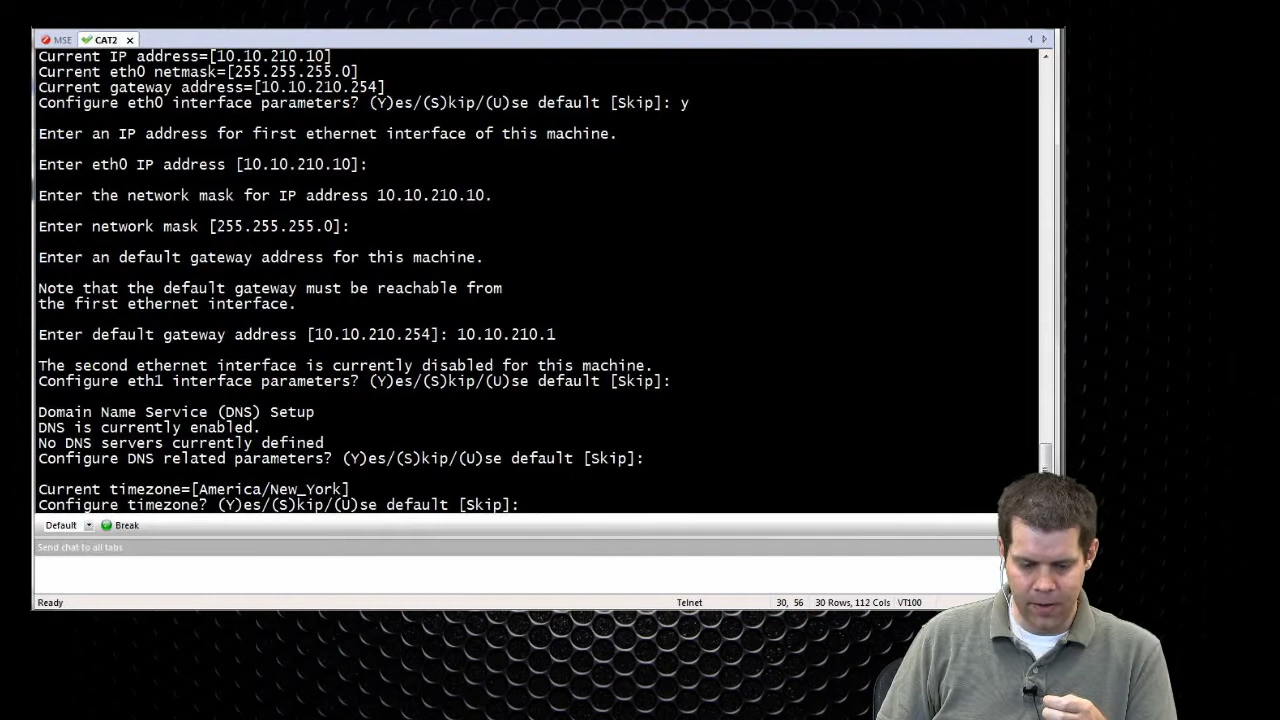 MSE CAT2
Current IP address=[10.10.210.10]
Current eth0 netmask=[255.255.255.0]
Current gateway address=[10.10.210.254]
Configure eth0 interface parameters? (Y)es/(S)kip/(U)se default [Skip]: y
Enter an IP address for first ethernet interface of this machine.
Enter eth0 IP address [10.10.210.10]:
Enter the network mask for IP address 10.10.210.10.
Enter network mask [255.255.255.0]:
Enter an default gateway address for this machine.
Note that the default gateway must be reachable from
the first ethernet interface.
Enter default gateway address [10.10.210.254]: 10.10.210.1
The second ethernet interface is currently disabled for this machine.
Configure eth1 interface parameters? (Y)es/(S)kip/(U)se default [Skip]:
Domain Name Service (DNS) Setup
DNS is currently enabled.
No DNS servers currently defined
Configure DNS related parameters? (Y)es/(S)kip/(U)se default [Skip]:
Current timezone=[America/New_York]
Configure timezone? (Y)es/(S)kip/(U)se default [Skip]:
Default Break
Send chat to all tabs
Ready Telnet 30, 56 30 Rows, 112 Cols VT100